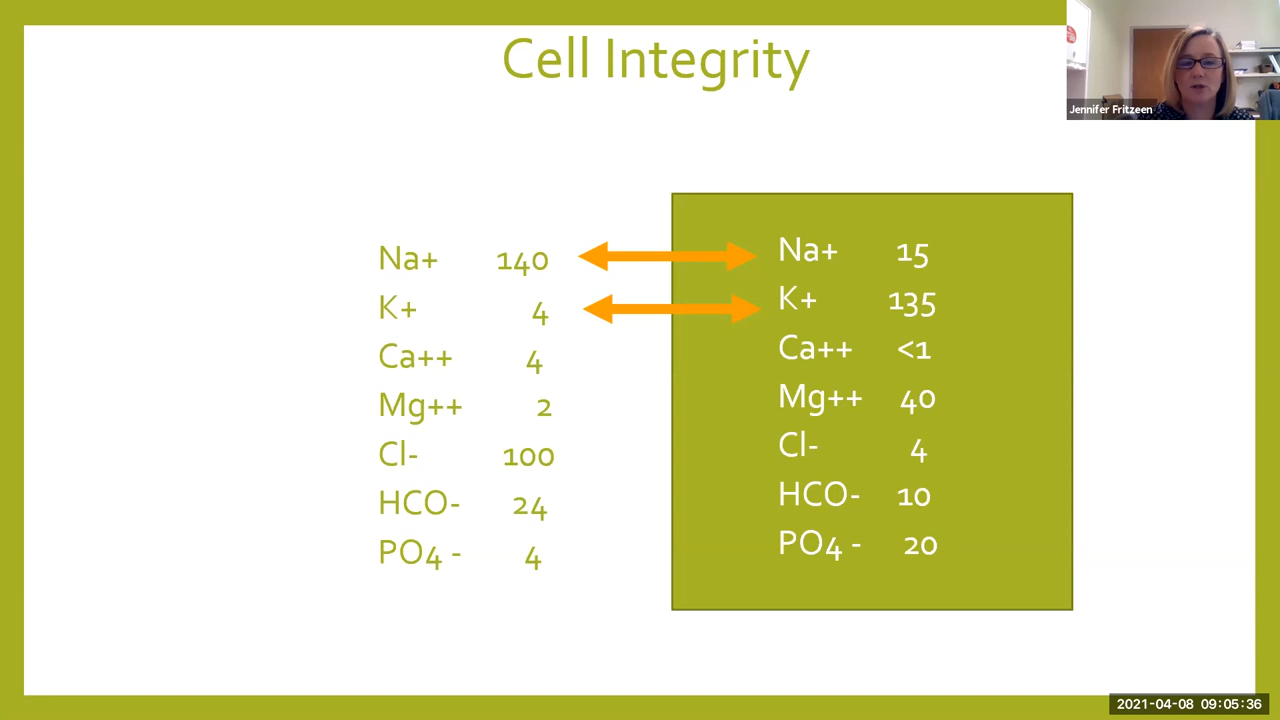 Cell Integrity
Jennifer Fritzeen
Na+ 140
K+ 4
Ca++ 4
Mg++ 2
Cl- 100
HCO- 24
PO4 - 4
Na+ 15
K+ 135
Ca++ <1
Mg++ 40
Cl- 4
HCO- 10
PO4 - 20
2021-04-08 09:05:36